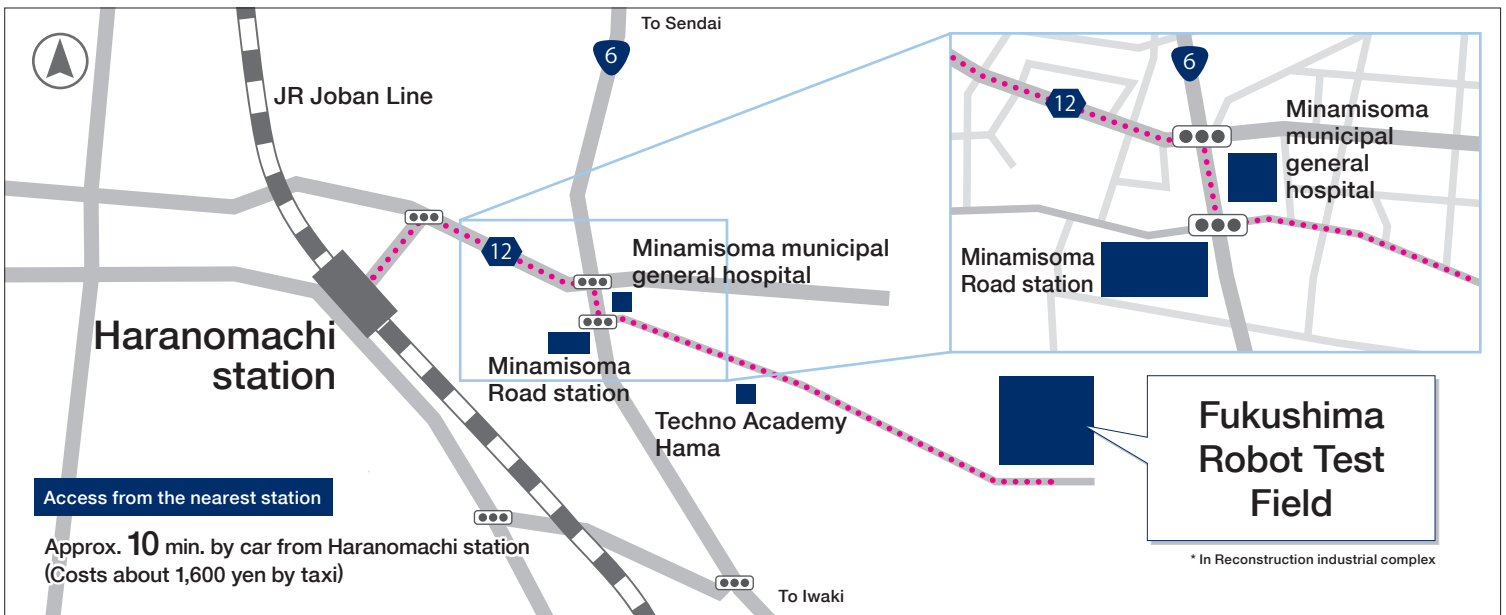 To Sendai
6
JR Joban Line
12
Minamisoma municipal
general hospital
Haranomachi
station
Minamisoma
Road station
Techno Academy
Hama
6
12
Minamisoma
municipal
general
hospital
Minamisoma
Road station
Fukushima
Robot Test
Field
* In Reconstruction industrial complex
Access from the nearest station
Approx. 10 min. by car from Haranomachi station
(Costs about 1,600 yen by taxi)
To Iwaki